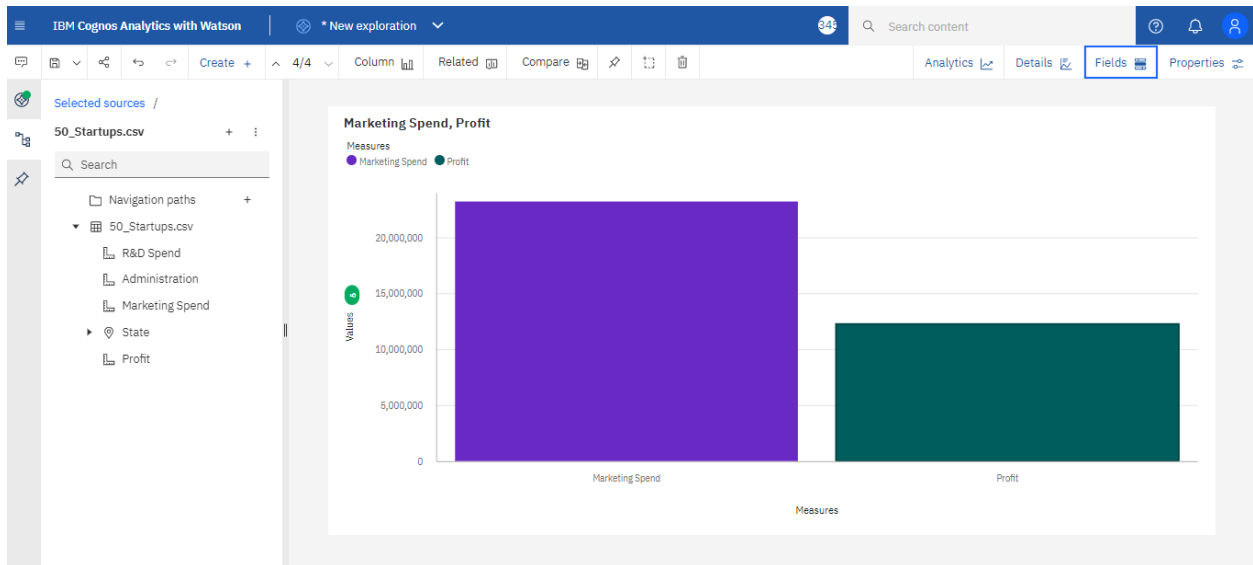 IBM Cognos Analytics with Watson
* New exploration
345
Search content
Create +
4/4
Column
Related
Compare
Analytics
Details
Fields
Properties
Selected sources /
50_Startups.csv
Search
Navigation paths
50_Startups.csv
R&D Spend
Administration
Marketing Spend
State
Profit
Marketing Spend, Profit
Measures
Marketing Spend Profit
20,000,000
15,000,000
10,000,000
5,000,000
0
Values
Marketing Spend
Profit
Measures